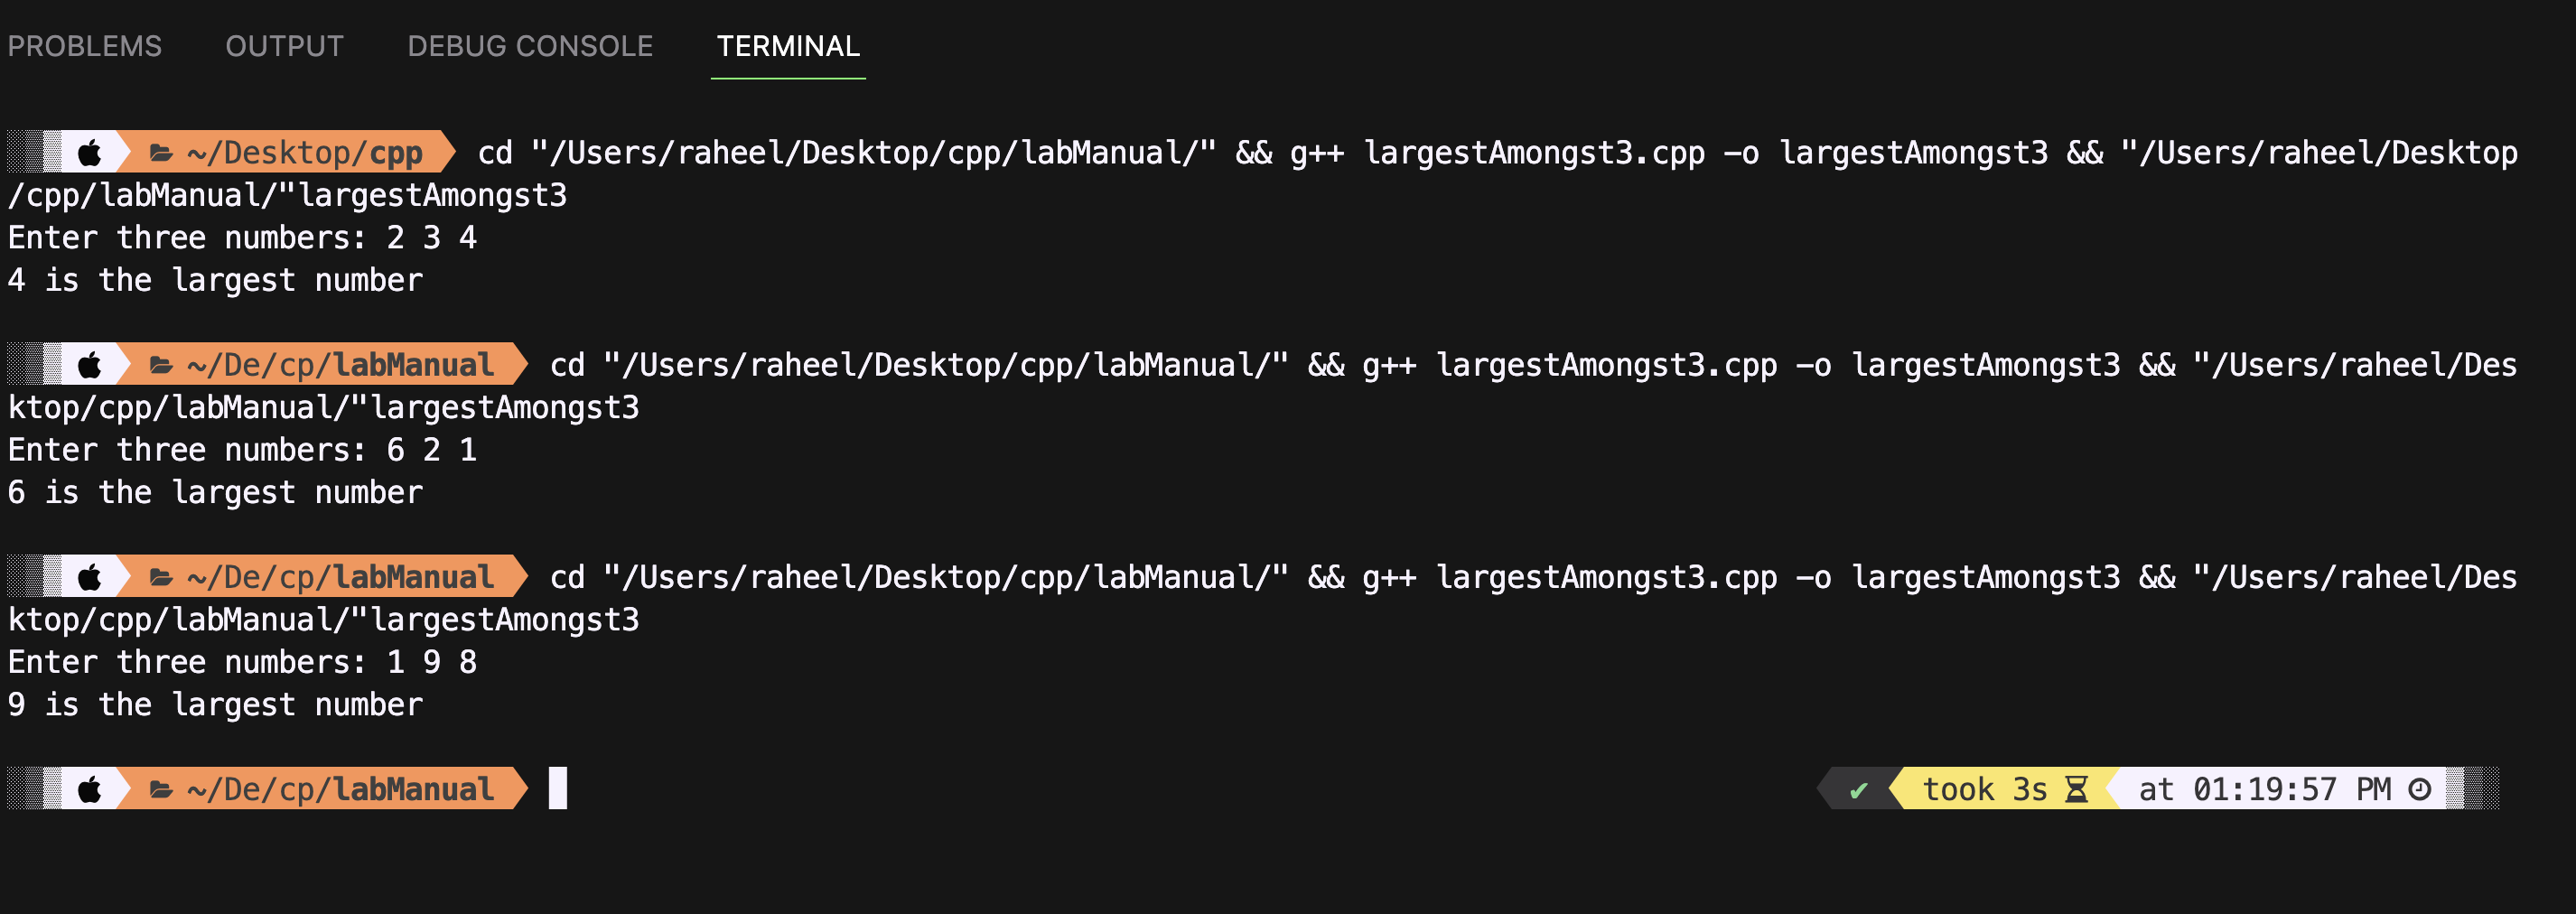 PROBLEMS OUTPUT DEBUG CONSOLE TERMINAL
~/Desktop/cpp cd "/Users/raheel/Desktop/cpp/labManual/" && g++ largestAmongst3.cpp -o largestAmongst3 && "/Users/raheel/Desktop
/cpp/labManual/"largestAmongst3
Enter three numbers: 2 3 4
4 is the largest number
~/De/cp/labManual cd "/Users/raheel/Desktop/cpp/labManual/" && g++ largestAmongst3.cpp -o largestAmongst3 && "/Users/raheel/Des
ktop/cpp/labManual/"largestAmongst3
Enter three numbers: 6 2 1
6 is the largest number
~/De/cp/labManual cd "/Users/raheel/Desktop/cpp/labManual/" && g++ largestAmongst3.cpp -o largestAmongst3 && "/Users/raheel/Des
ktop/cpp/labManual/"largestAmongst3
Enter three numbers: 1 9 8
9 is the largest number
~/De/cp/labManual ✔ took 3s at 01:19:57 PM